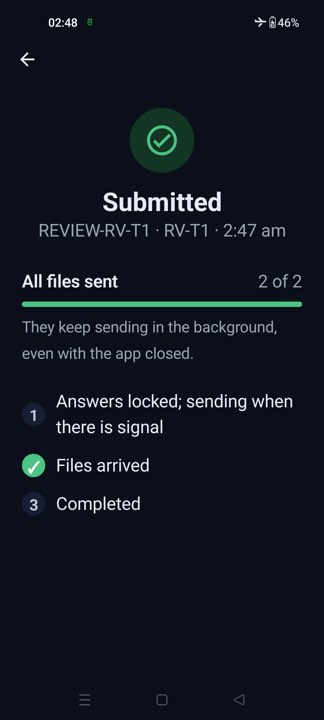 02:48
46%
Submitted
REVIEW-RV-T1 · RV-T1 · 2:47 am
All files sent
2 of 2
They keep sending in the background,
even with the app closed.
1
Answers locked; sending when
there is signal
Files arrived
3
Completed